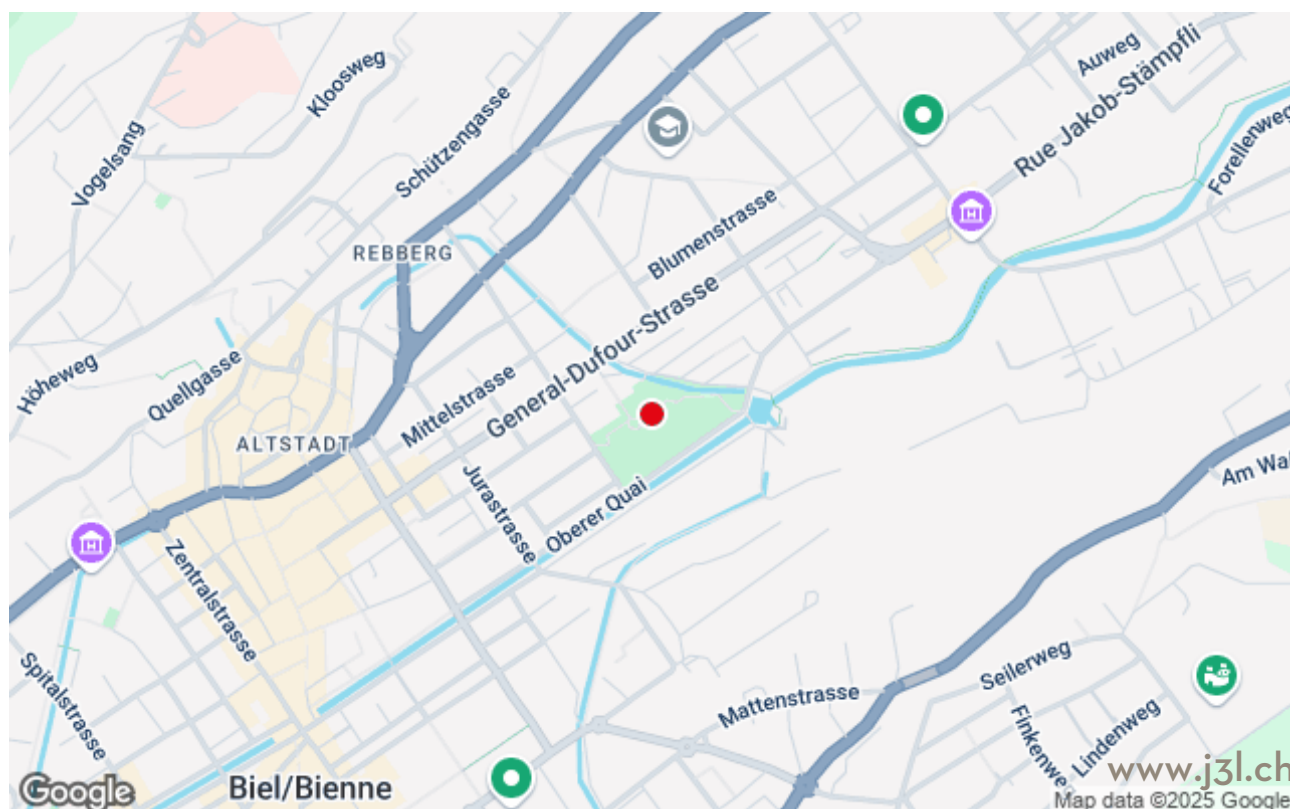 Auweg
Rue Jakob-Stämpfli
Kloosweg
Schützengasse
Vogelsang
Forellenweg
Blumenstrasse
REBBERG
General-Dufour-Strasse
Höheweg
Quellgasse
Mittelstrasse
ALTSTADT
Jurastrasse
Oberer Quai
Am Wal
Zentralstrasse
Spitalstrasse
Seilerweg
Mattenstrasse
Finkenwe
Lindenweg
Biel/Bienne
www.j3l.ch
Google
Map data ©2025 Google